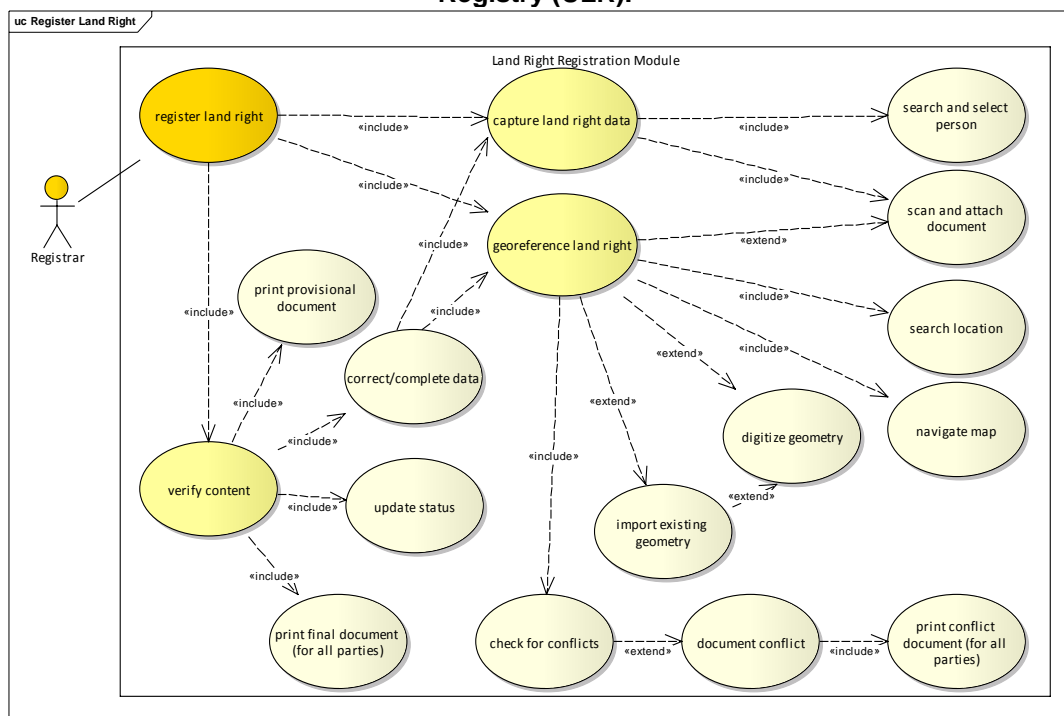 Registry (CLR).
uc Register Land Right
Land Right Registration Module
register land right
«include»
capture land right data
«include»
search and select
person
«include»
«include»
scan and attach
document
Registrar
georeference land right
«include»
«extend»
print provisional
document
«include»
«include»
«include»
search location
«extend»
«include»
correct/complete data
«include»
«extend»
navigate map
digitize geometry
«include»
«include»
verify content
«include»
update status
«extend»
import existing
geometry
«include»
print final document
(for all parties)
check for conflicts
«extend»
document conflict
«include»
print conflict
document (for all
parties)